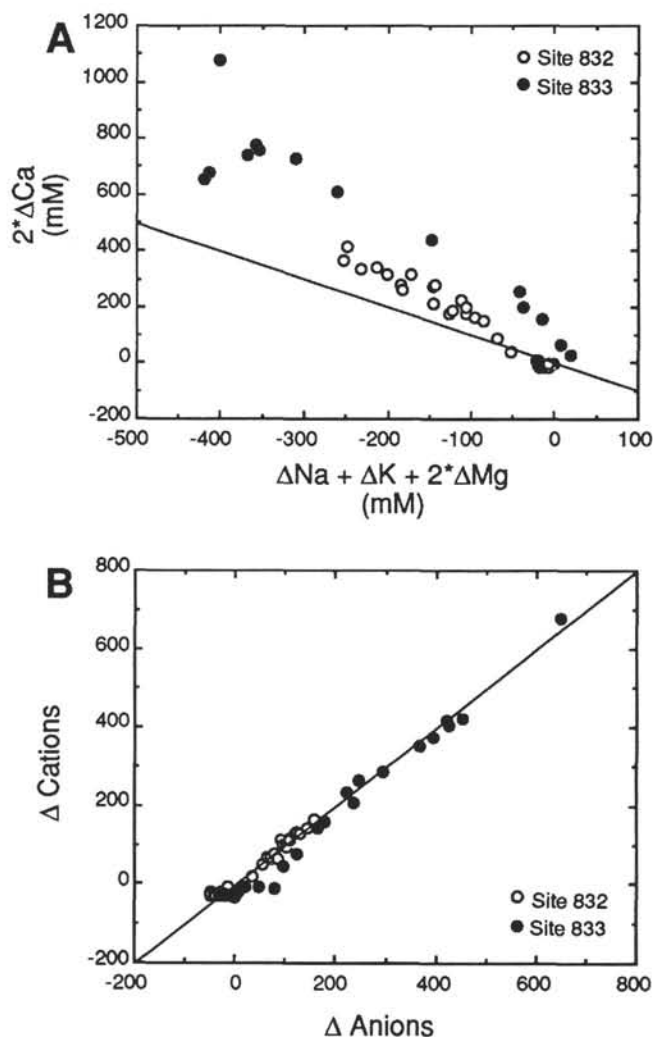 A
○ Site 832
● Site 833
1200
1000
800
600
400
200
0
-200
2*ΔCa
(mM)
-500 -400 -300 -200 -100 0 100
ΔNa + ΔK + 2*ΔMg
(mM)
B
800
600
400
200
0
-200
Δ Cations
○ Site 832
● Site 833
-200 0 200 400 600 800
Δ Anions